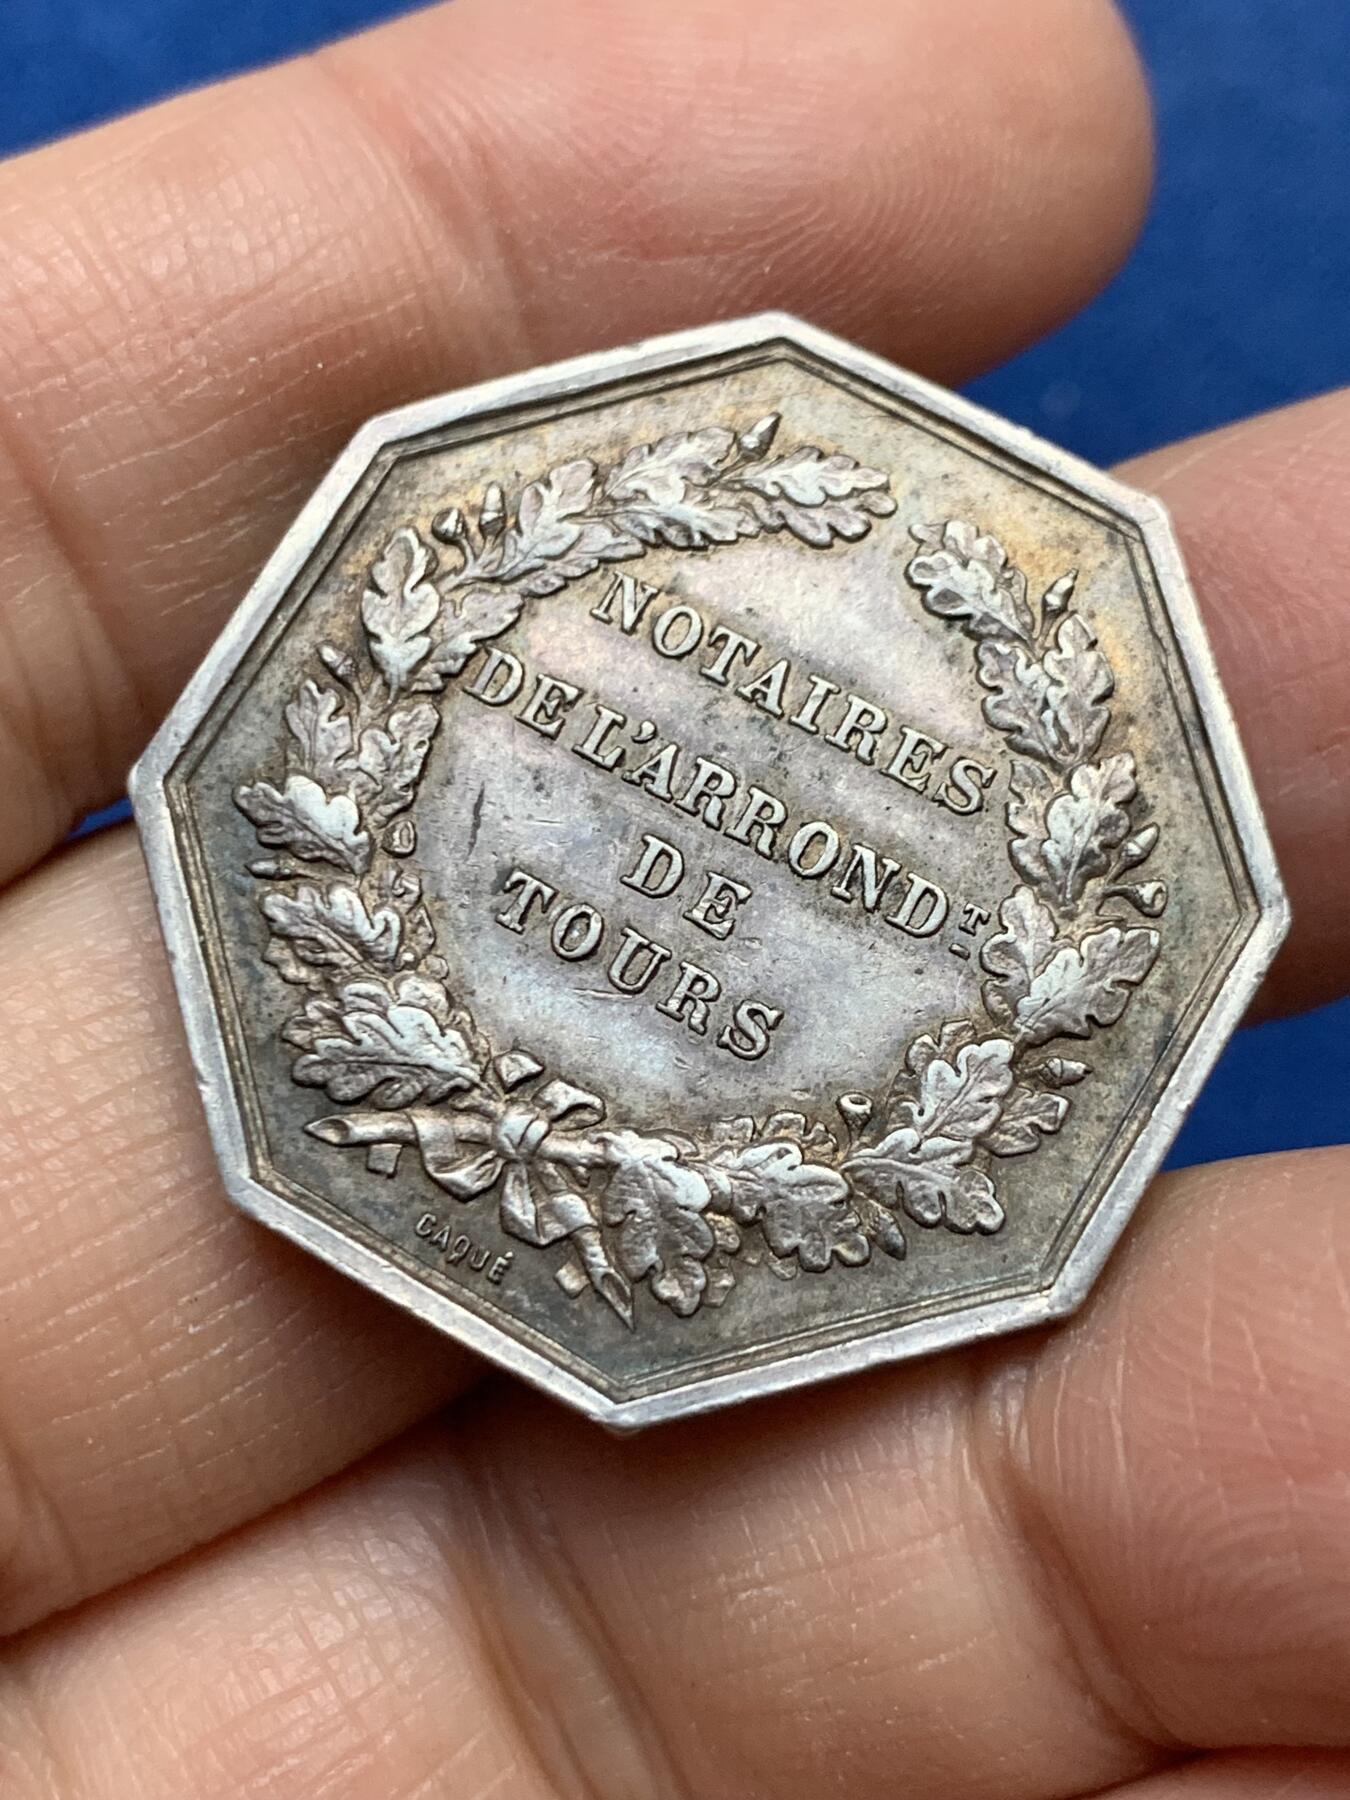 NOTAIRES
DE L'ARROND.T
DE
TOURS
CAQUÉ